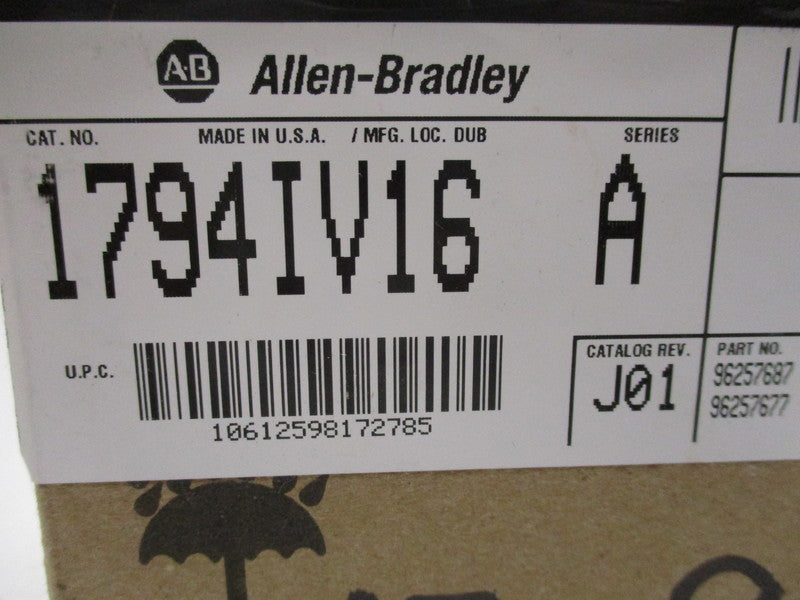 A-B Allen-Bradley
CAT. NO. MADE IN U.S.A. / MFG. LOC. DUB SERIES
1794IV16 A
U.P.C.
10612598172785
CATALOG REV.
J01
PART NO.
96257687
96257677